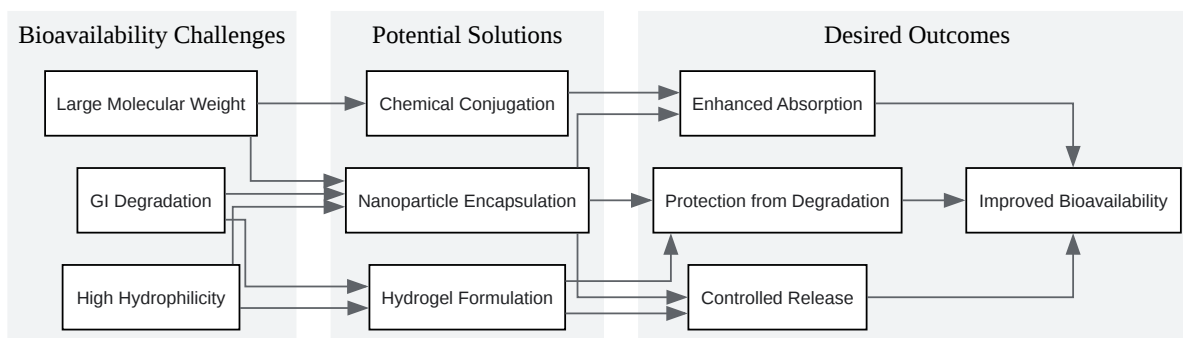 Bioavailability Challenges
Potential Solutions
Desired Outcomes
Large Molecular Weight
Chemical Conjugation
Enhanced Absorption
GI Degradation
Nanoparticle Encapsulation
Protection from Degradation
Improved Bioavailability
High Hydrophilicity
Hydrogel Formulation
Controlled Release